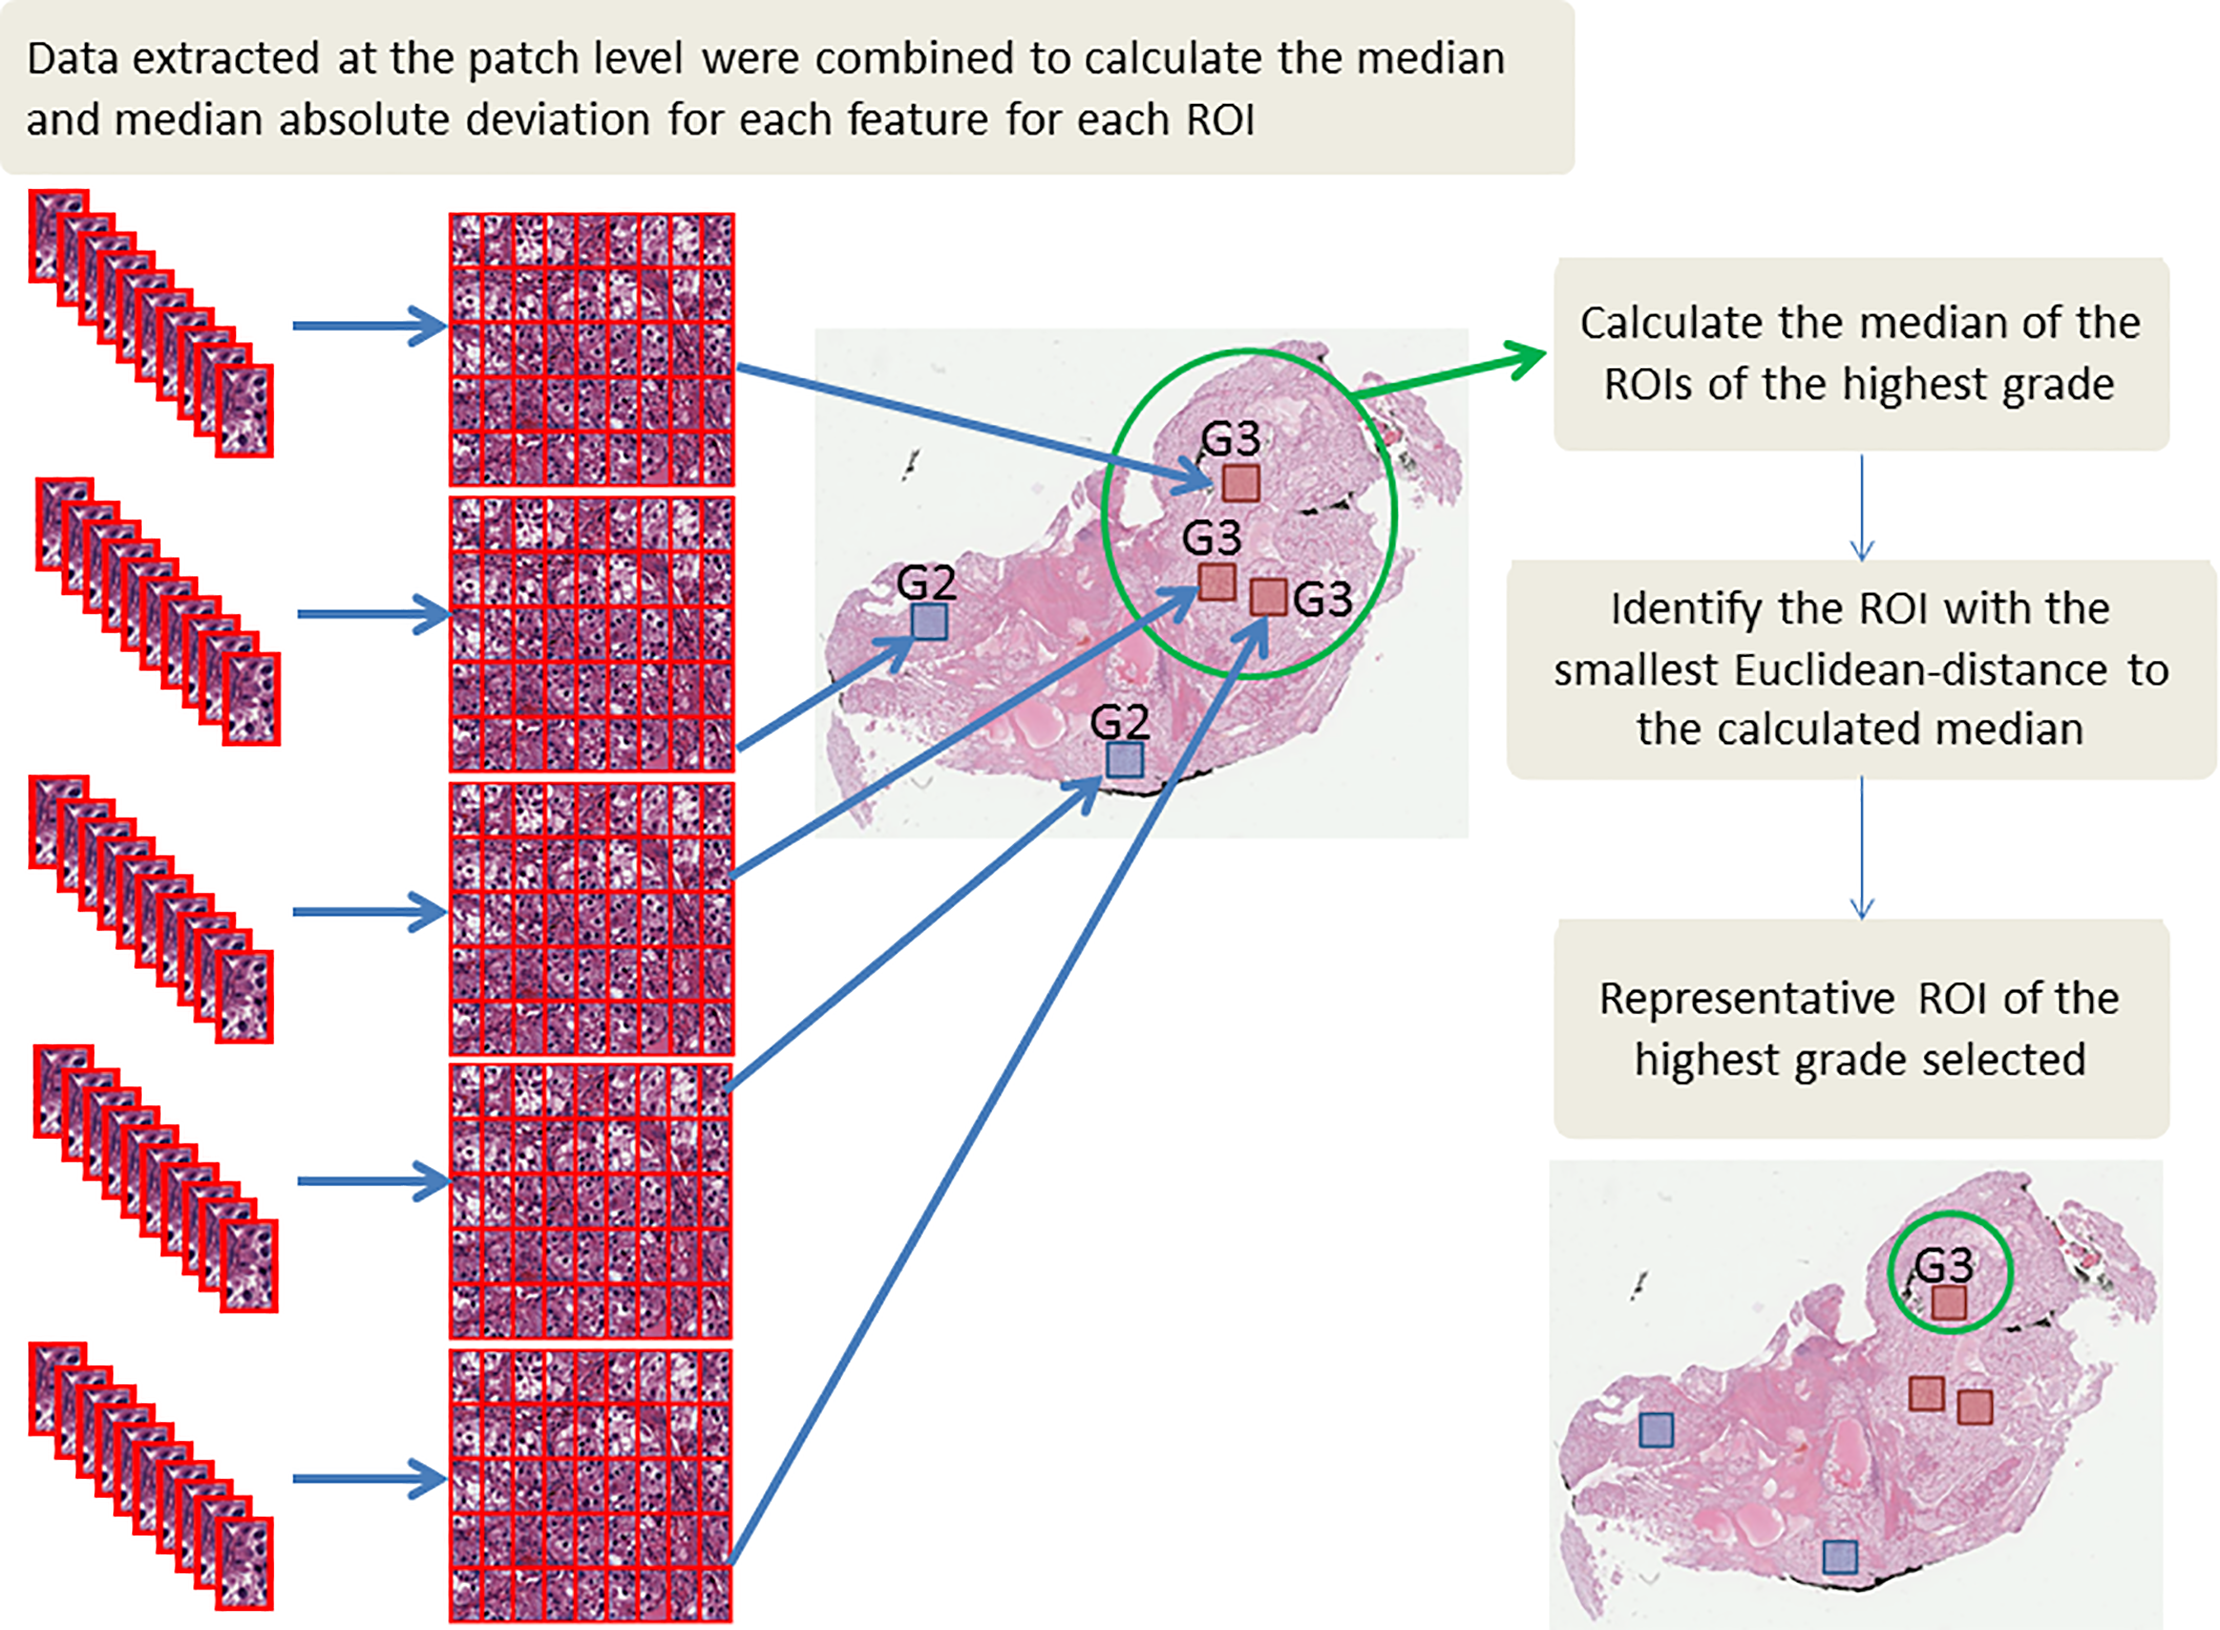 Data extracted at the patch level were combined to calculate the median
and median absolute deviation for each feature for each ROI
Calculate the median of the
ROIs of the highest grade
G3
G3
G3
G2
G2
Identify the ROI with the
smallest Euclidean-distance to
the calculated median
Representative ROI of the
highest grade selected
G3